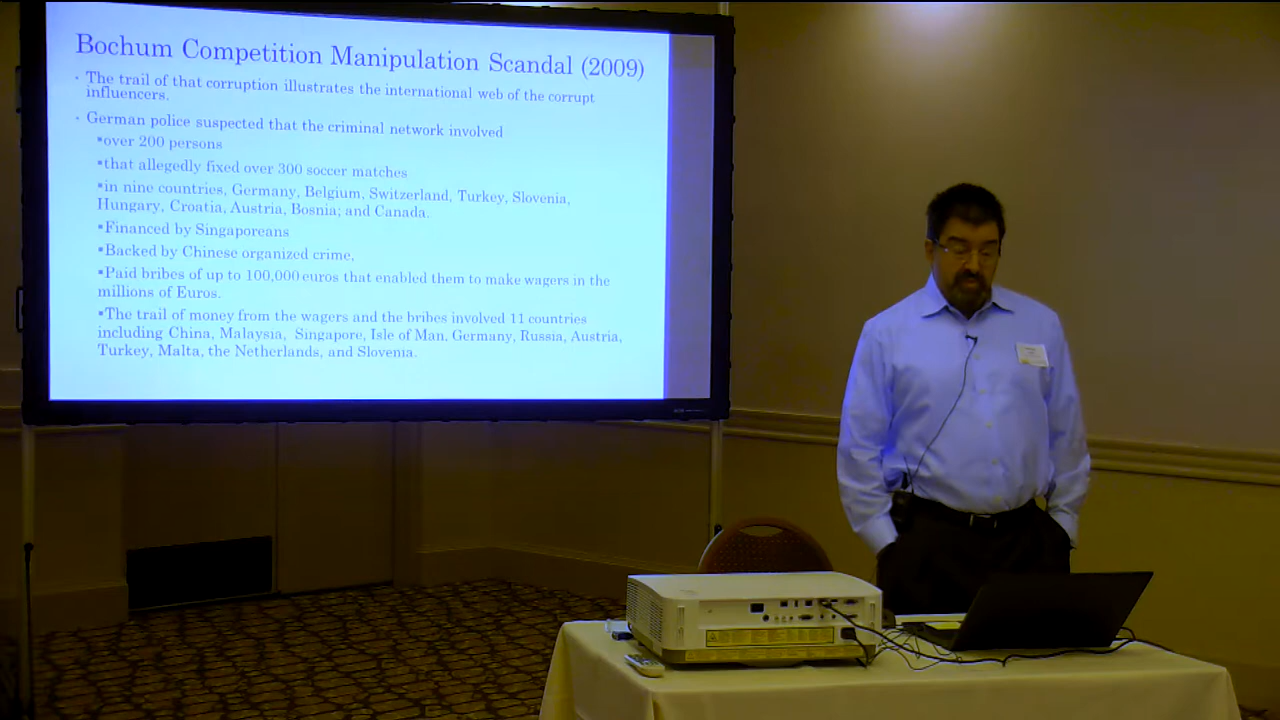 Bochum Competition Manipulation Scandal (2009)
• The trail of that corruption illustrates the international web of the corrupt
influencers.
• German police suspected that the criminal network involved
▪over 200 persons
▪that allegedly fixed over 300 soccer matches
▪in nine countries, Germany, Belgium, Switzerland, Turkey, Slovenia,
Hungary, Croatia, Austria, Bosnia; and Canada.
▪Financed by Singaporeans
▪Backed by Chinese organized crime,
▪Paid bribes of up to 100,000 euros that enabled them to make wagers in the
millions of Euros.
▪The trail of money from the wagers and the bribes involved 11 countries
including China, Malaysia, Singapore, Isle of Man, Germany, Russia, Austria,
Turkey, Malta, the Netherlands, and Slovenia.